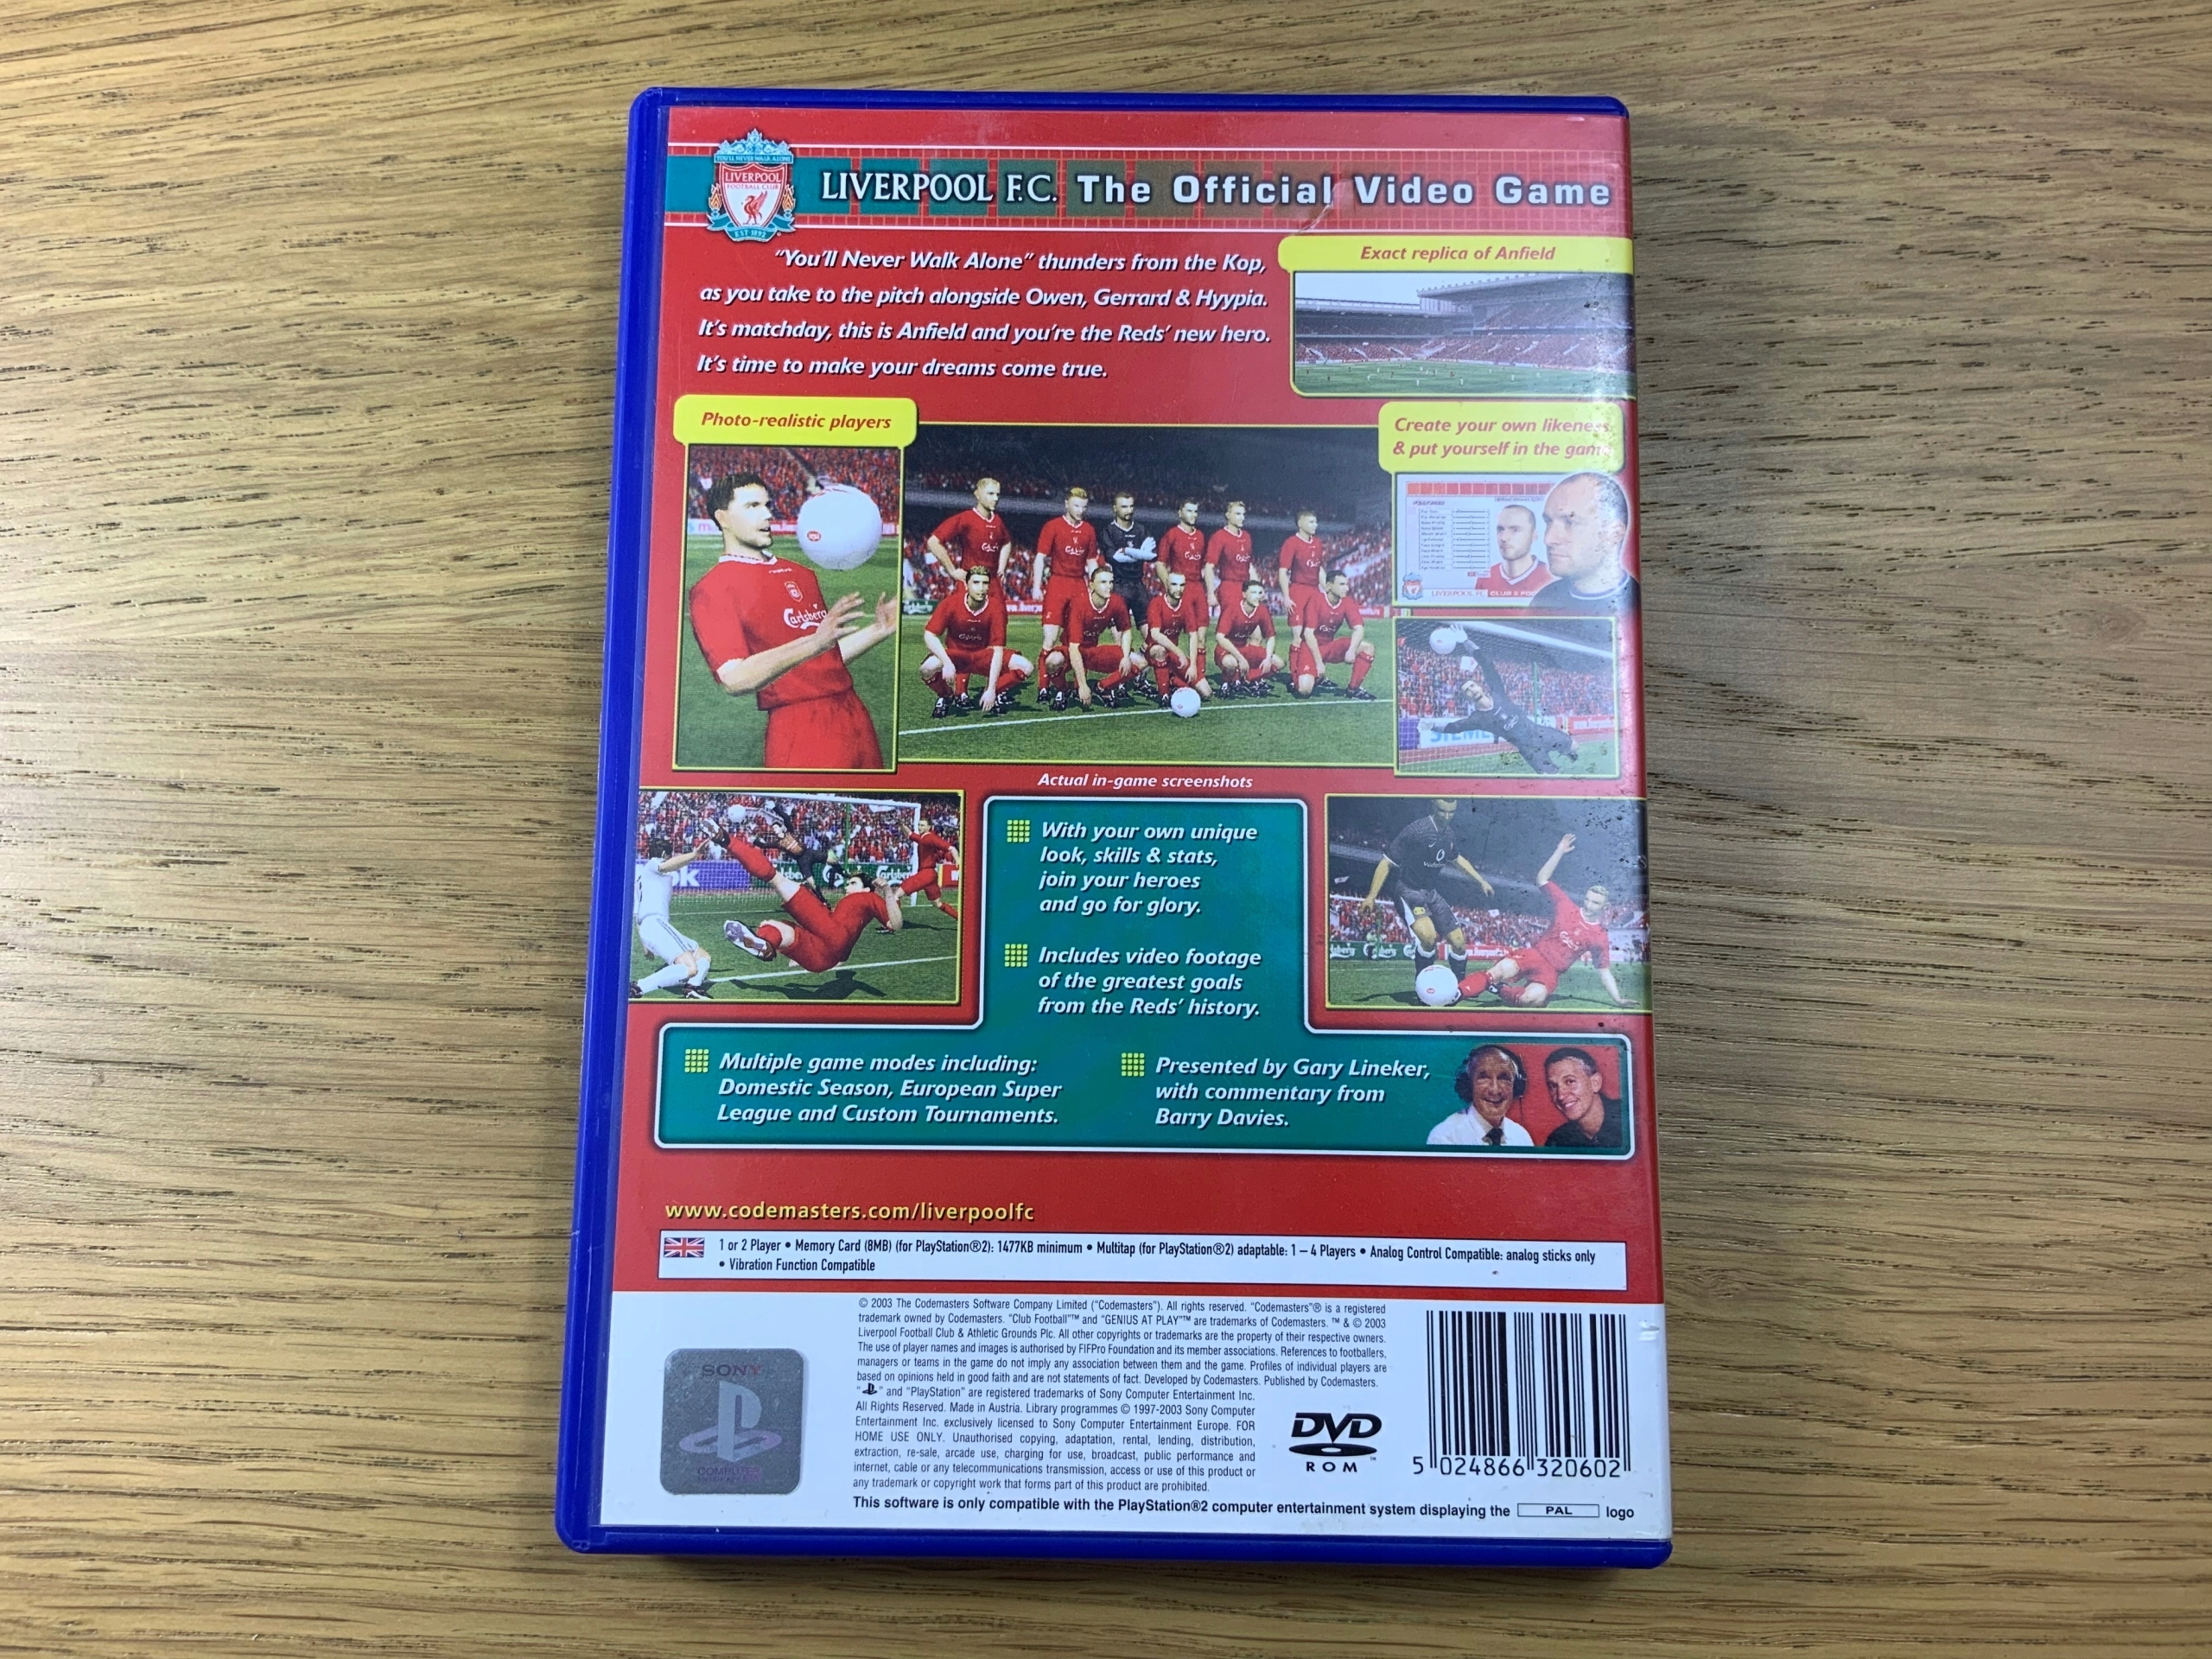 YOU'LL NEVER WALK ALONE
LIVERPOOL
FOOTBALL CLUB
EST 1892
LIVERPOOL F.C. The Official Video Game
"You'll Never Walk Alone" thunders from the Kop,
as you take to the pitch alongside Owen, Gerrard & Hyypia.
It's matchday, this is Anfield and you're the Reds' new hero.
It's time to make your dreams come true.
Exact replica of Anfield
Photo-realistic players
Create your own likeness
& put yourself in the game
Carlsberg
LIVERPOOL FC
Actual in-game screenshots
With your own unique
look, skills & stats,
join your heroes
and go for glory.
Includes video footage
of the greatest goals
from the Reds' history.
Multiple game modes including:
Domestic Season, European Super
League and Custom Tournaments.
Presented by Gary Lineker,
with commentary from
Barry Davies.
www.codemasters.com/liverpoolfc
1 or 2 Player • Memory Card (8MB) (for PlayStation®2): 1477KB minimum • Multitap (for PlayStation®2) adaptable: 1 – 4 Players • Analog Control Compatible: analog sticks only
• Vibration Function Compatible
© 2003 The Codemasters Software Company Limited ("Codemasters"). All rights reserved. "Codemasters"® is a registered
trademark owned by Codemasters. "Club Football"™ and "GENIUS AT PLAY"™ are trademarks of Codemasters. ™ & © 2003
Liverpool Football Club & Athletic Grounds Plc. All other copyrights or trademarks are the property of their respective owners.
The use of player names and images is authorised by FIFPro Foundation and its member associations. References to footballers,
managers or teams in the game do not imply any association between them and the game. Profiles of individual players are
based on opinions held in good faith and are not statements of fact. Developed by Codemasters. Published by Codemasters.
" " and "PlayStation" are registered trademarks of Sony Computer Entertainment Inc.
All Rights Reserved. Made in Austria. Library programmes © 1997-2003 Sony Computer
Entertainment Inc. exclusively licensed to Sony Computer Entertainment Europe. FOR
HOME USE ONLY. Unauthorised copying, adaptation, rental, lending, distribution,
extraction, re-sale, arcade use, charging for use, broadcast, public performance and
internet, cable or any telecommunications transmission, access or use of this product or
any trademark or copyright work that forms part of this product are prohibited.
This software is only compatible with the PlayStation®2 computer entertainment system displaying the PAL logo
SONY
COMPUTER
DVD
ROM
5 024866 320602